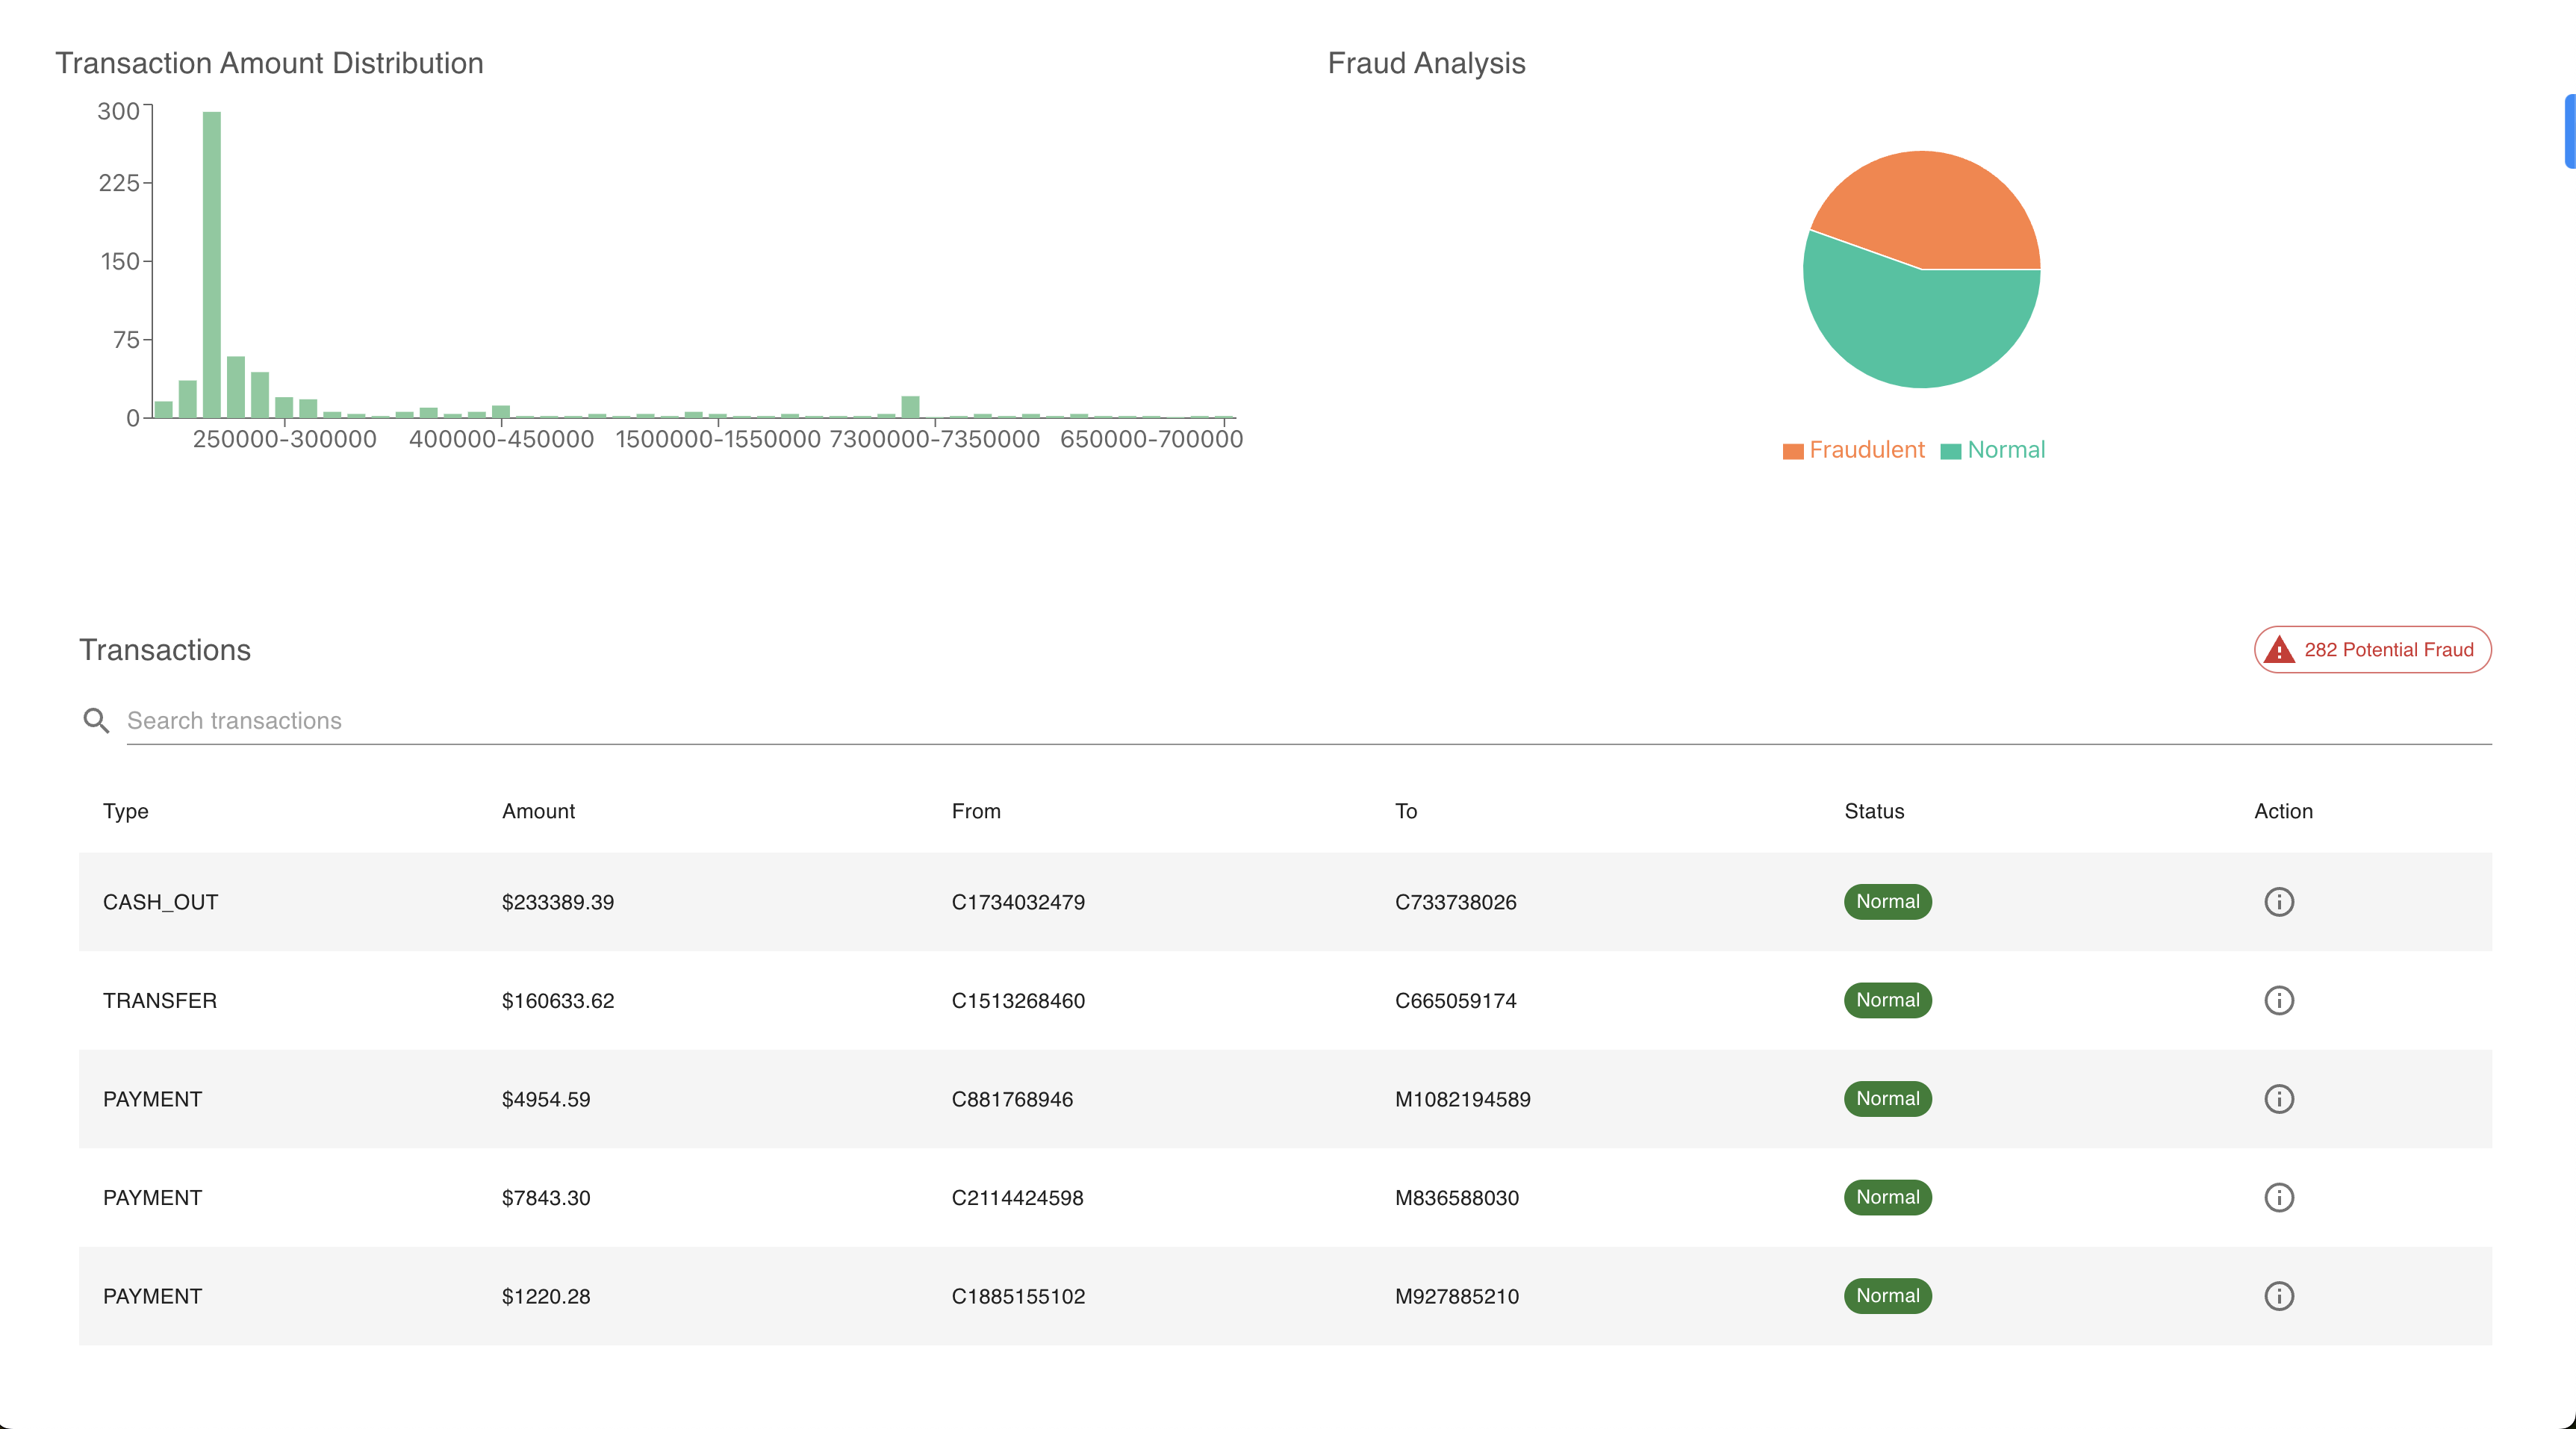 Transaction Amount Distribution
300
225
150
75
0
250000-300000 400000-450000 1500000-1550000 7300000-7350000 650000-700000
Fraud Analysis
Fraudulent Normal
Transactions
282 Potential Fraud
Search transactions
Type Amount From To Status Action
CASH_OUT $233389.39 C1734032479 C733738026 Normal
TRANSFER $160633.62 C1513268460 C665059174 Normal
PAYMENT $4954.59 C881768946 M1082194589 Normal
PAYMENT $7843.30 C2114424598 M836588030 Normal
PAYMENT $1220.28 C1885155102 M927885210 Normal